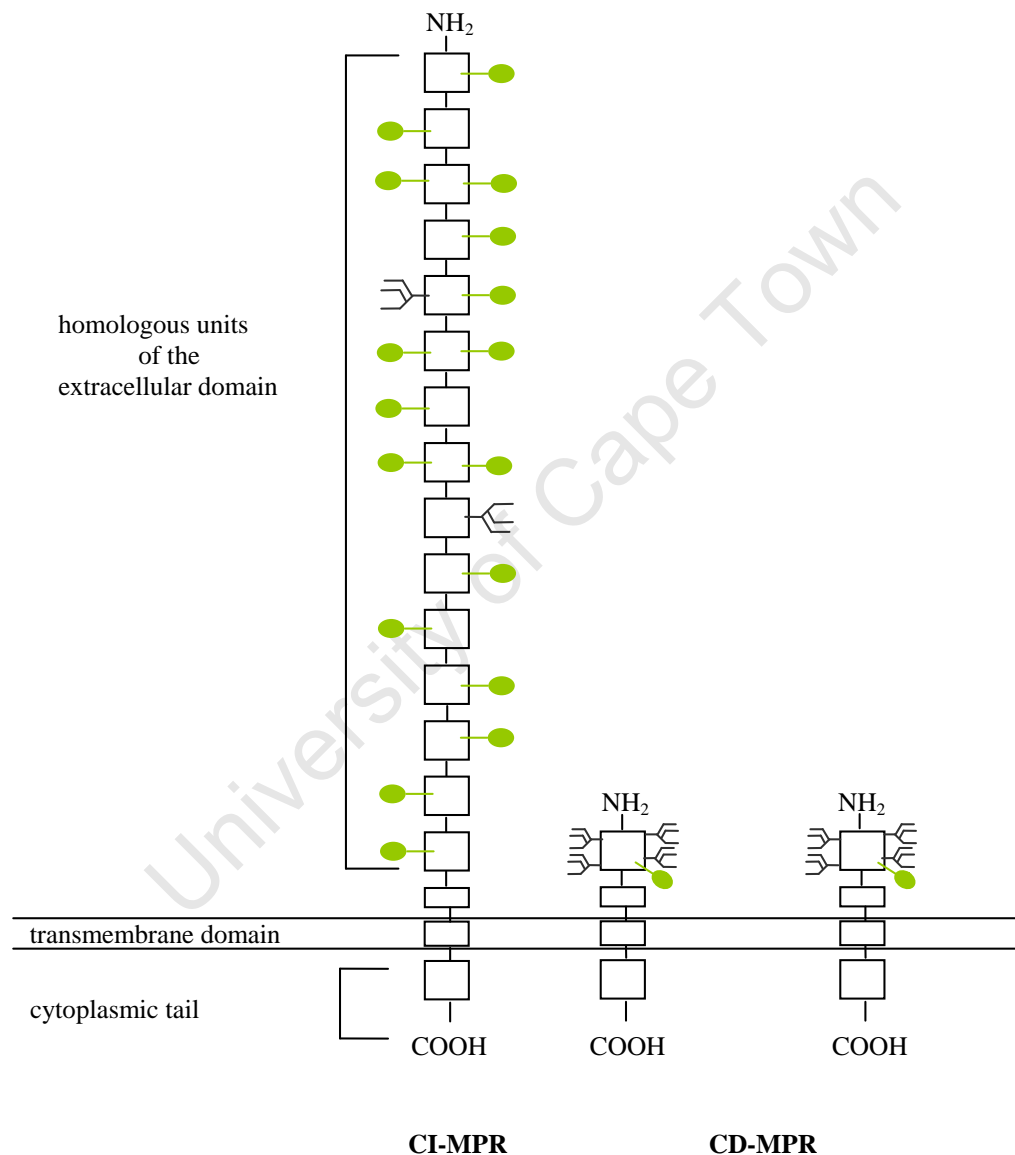 NH2
homologous units
of the
extracellular domain
University of Cape Town
NH2 NH2
transmembrane domain
cytoplasmic tail
COOH COOH COOH
CI-MPR CD-MPR